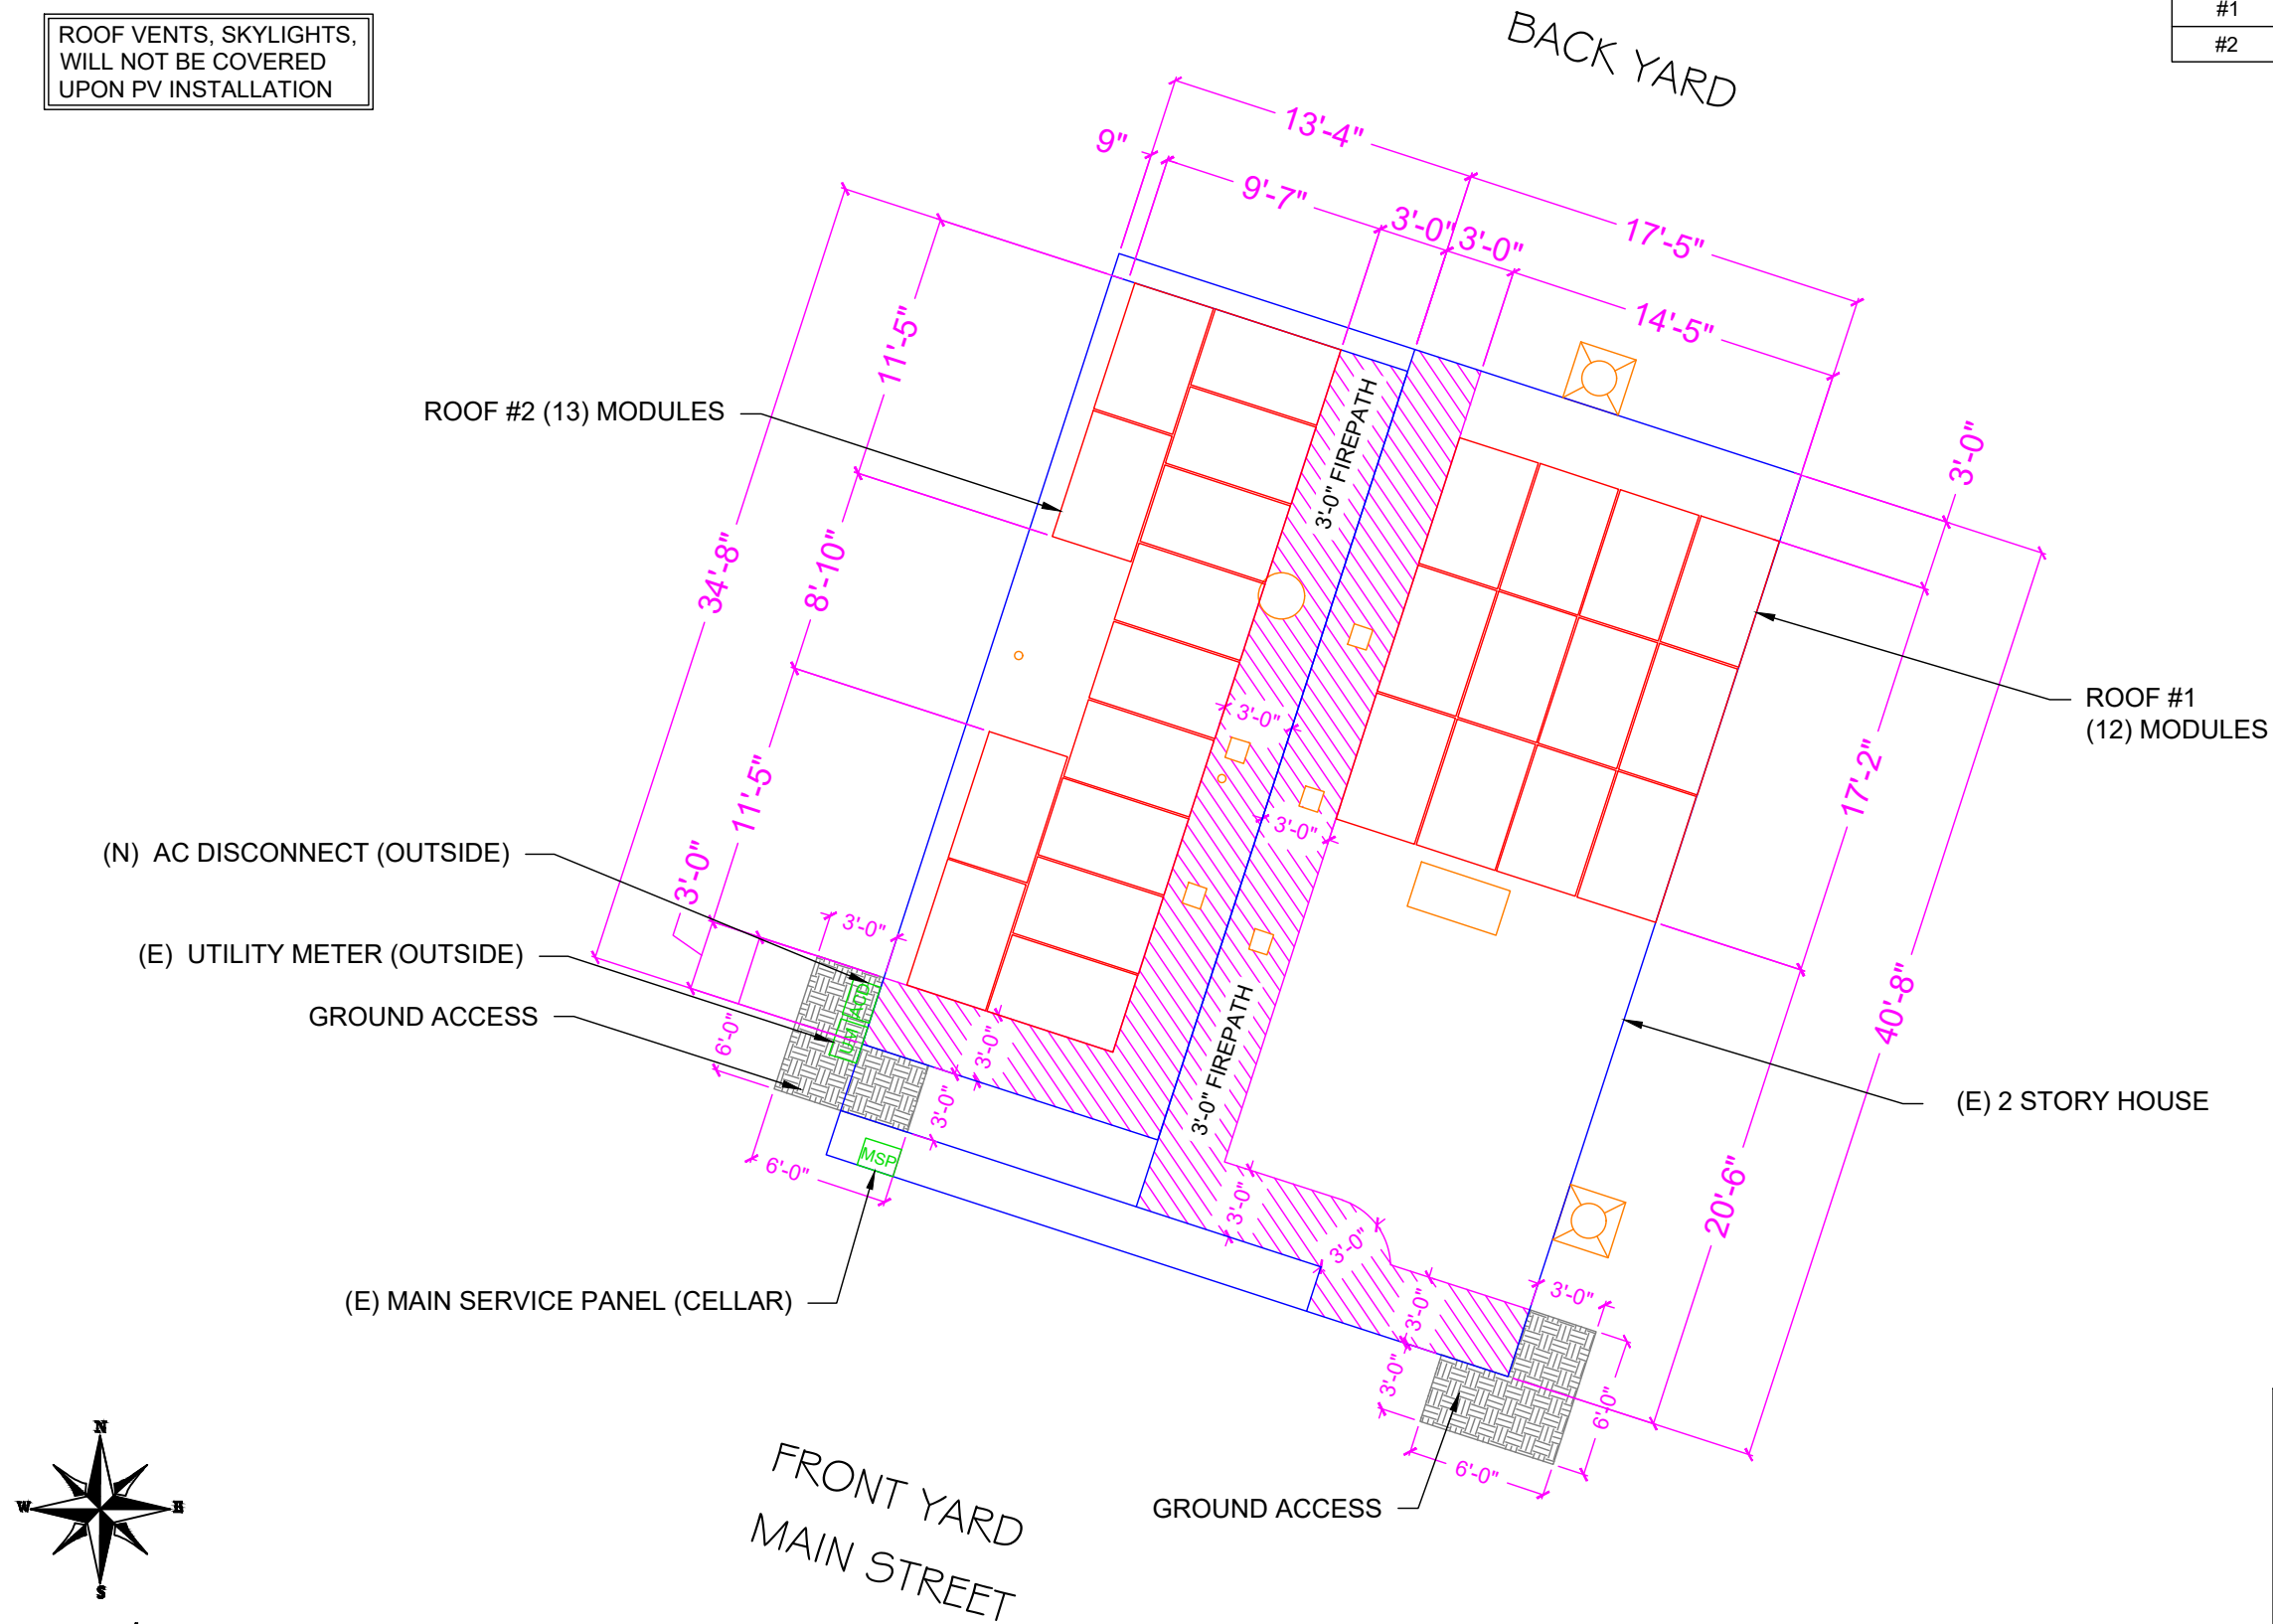 ROOF VENTS, SKYLIGHTS,
WILL NOT BE COVERED
UPON PV INSTALLATION
#1
#2
BACK YARD
13'-4"
9"
9'-7"
3'-0"
3'-0"
17'-5"
14'-5"
11'-5"
3'-0"
ROOF #2 (13) MODULES
3'-0" FIREPATH
34'-8"
8'-10"
ROOF #1
(12) MODULES
3'-0"
3'-0"
17'-2"
11'-5"
(N) AC DISCONNECT (OUTSIDE)
3'-0"
3'-0"
(E) UTILITY METER (OUTSIDE)
ACD
UM
GROUND ACCESS
6'-0"
3'-0"
3'-0"
40'-8"
3'-0" FIREPATH
(E) 2 STORY HOUSE
MSP
6'-0"
3'-0"
20'-6"
3'-0"
(E) MAIN SERVICE PANEL (CELLAR)
3'-0"
3'-0"
3'-0"
6'-0"
6'-0"
GROUND ACCESS
FRONT YARD
MAIN STREET
N
W
E
S